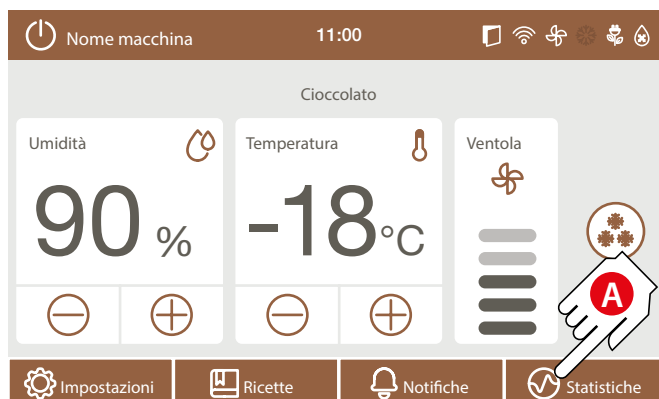 Nome macchina
11:00
Cioccolato
Umidità
Temperatura
Ventola
90 %
-18°C
A
Impostazioni
Ricette
Notifiche
Statistiche